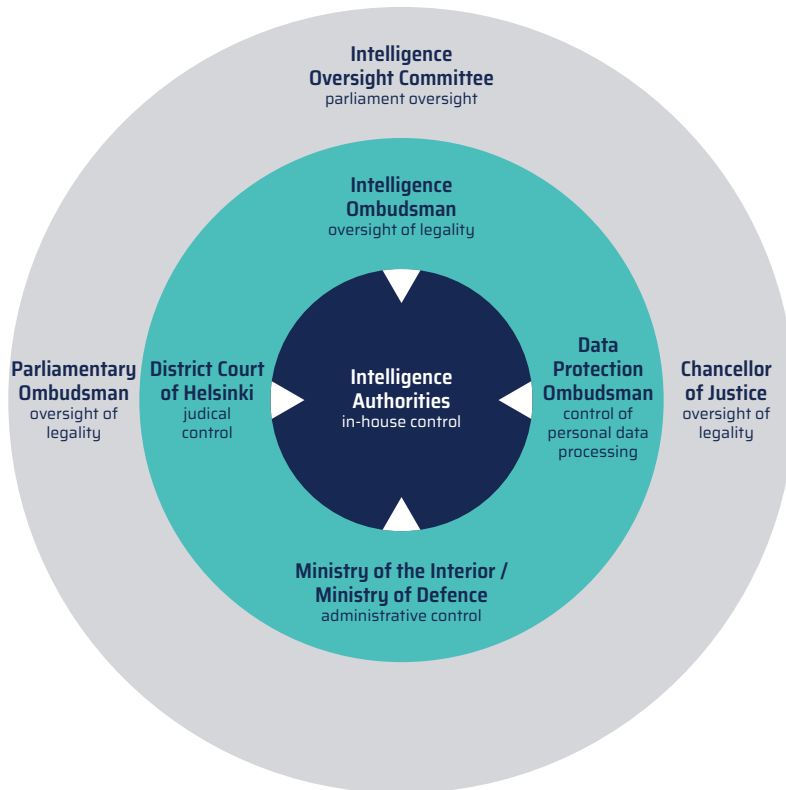 Intelligence
Oversight Committee
parliament oversight
Intelligence
Ombudsman
oversight of legality
Parliamentary
Ombudsman
oversight of
legality
District Court
of Helsinki
judical
control
Intelligence
Authorities
in-house control
Data
Protection
Ombudsman
control of
personal data
processing
Chancellor
of Justice
oversight of
legality
Ministry of the Interior /
Ministry of Defence
administrative control